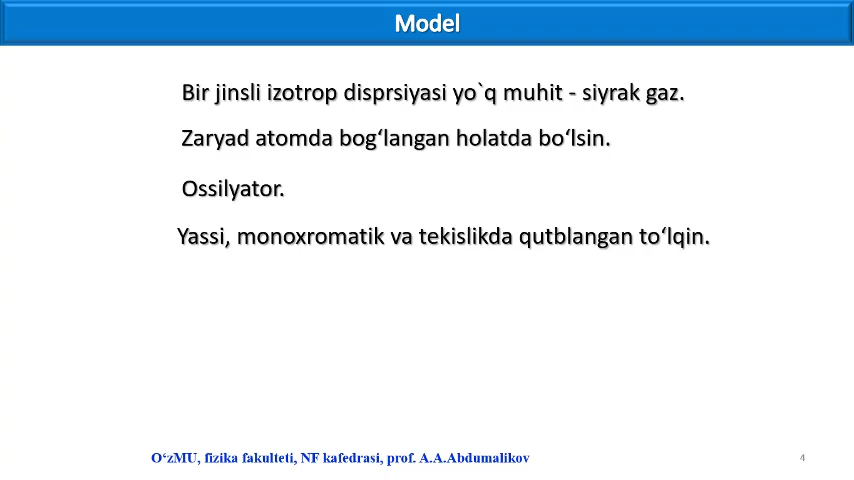 Model
Bir jinsli izotrop disprsiyasi yo`q muhit - siyrak gaz.
Zaryad atomda bog‘langan holatda bo‘lsin.
Ossilyator.
Yassi, monoxromatik va tekislikda qutblangan to‘lqin.
O‘zMU, fizika fakulteti, NF kafedrasi, prof. A.A.Abdumalikov
4